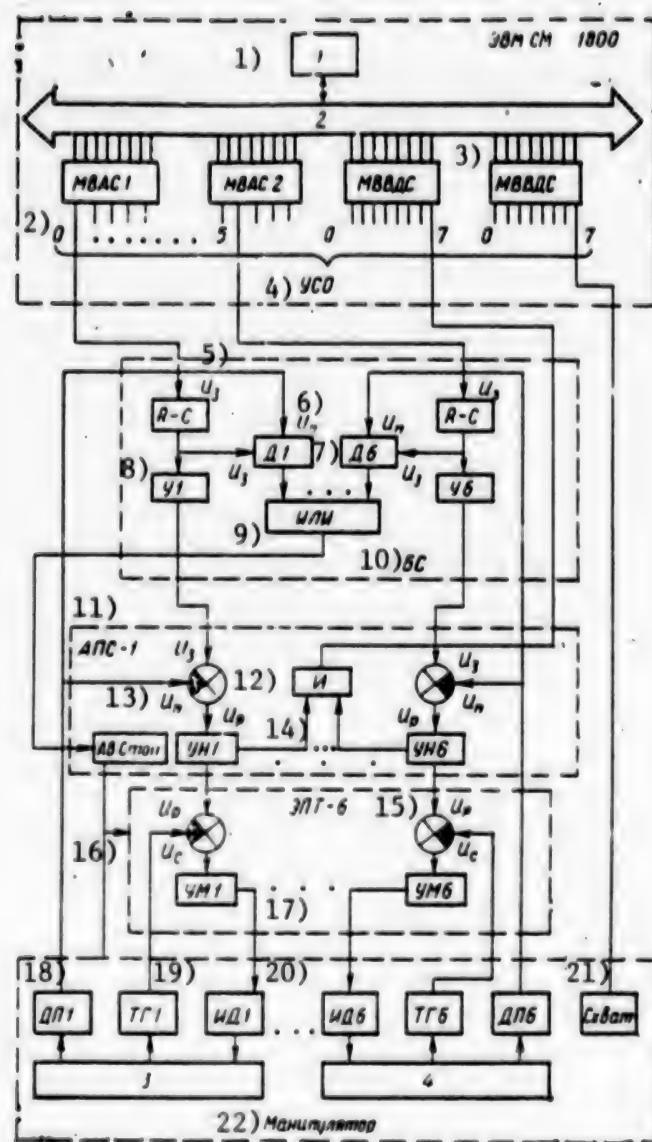 ЭВМ СМ 1800
1) 1
2
3)
МВАС 1 МВАС 2 МВВДС МВВДС
2) 0 . . . . . . . 5 0 7 0 7
4) УСО
5)
U₃ 6) U₃
А-С Uп Uп А-С
Д1 7) Д6
8) U₃ U₃
У1 . . . У6
9) ИЛИ
10) БС
11)
АПС-1 U₃ U₃
12) И
13) Uп Uп
Uр 14) Uр
АВ Стоп УН1 . . . УН6
ЭПТ-6 15)
Uр Uр
16) Uс Uс
УМ1 . . . УМ6
17)
18) 19) 20) 21)
ДП1 ТГ1 ИД1 . . . ИД6 ТГ6 ДП6 Схват
3 4
22) Манипулятор